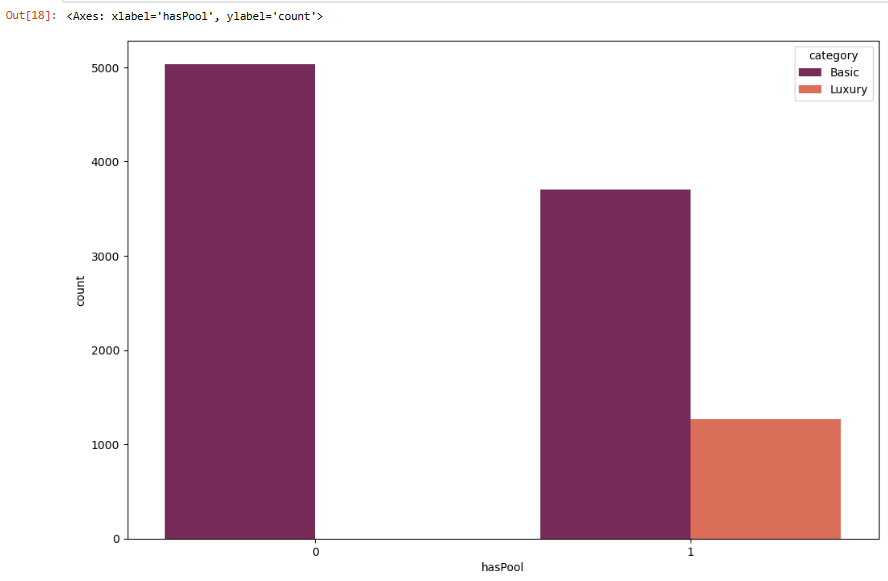 Out[18]: <Axes: xlabel='hasPool', ylabel='count'>
category
Basic
Luxury
5000
4000
3000
2000
1000
0
count
0 1
hasPool